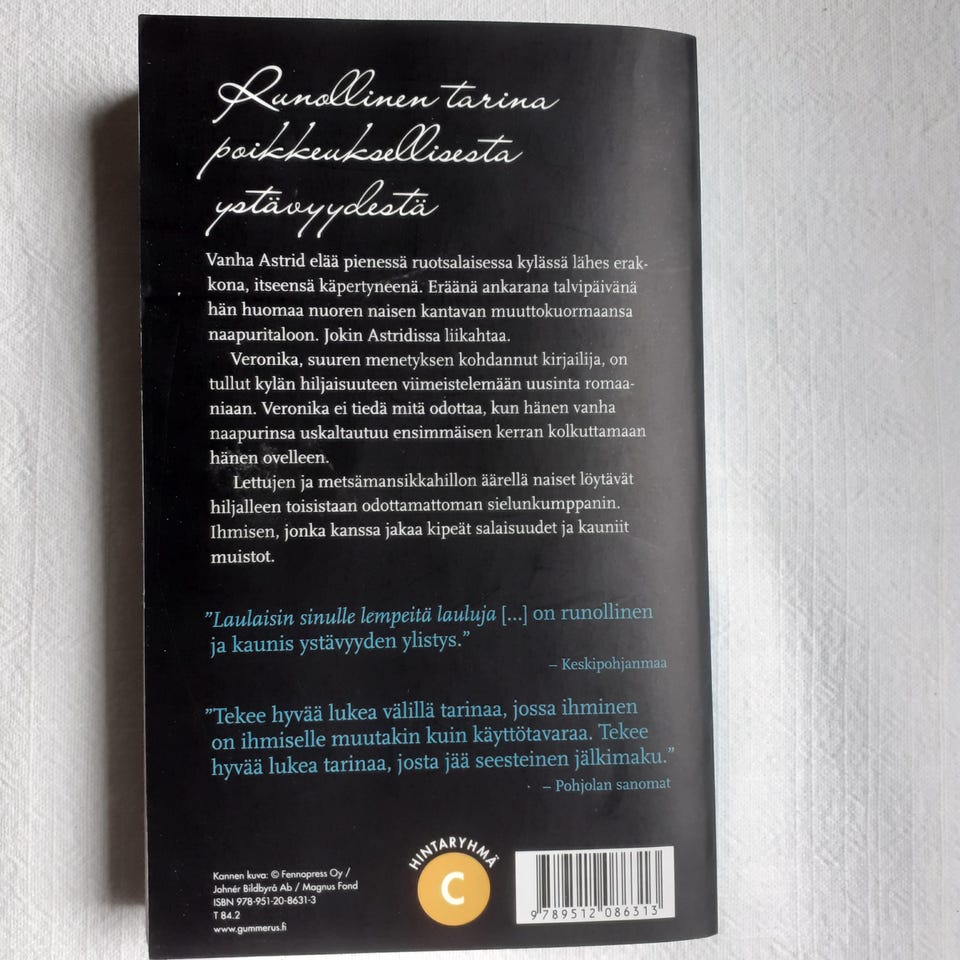 Runollinen tarina
poikkeuksellisesta
ystävyydestä
Vanha Astrid elää pienessä ruotsalaisessa kylässä lähes erak-
kona, itseensä käpertyneenä. Eräänä ankarana talvipäivänä
hän huomaa nuoren naisen kantavan muuttokuormaansa
naapuritaloon. Jokin Astridissa liikahtaa.
Veronika, suuren menetyksen kohdannut kirjailija, on
tullut kylän hiljaisuuteen viimeistelemään uusinta romaa-
niaan. Veronika ei tiedä mitä odottaa, kun hänen vanha
naapurinsa uskaltautuu ensimmäisen kerran kolkuttamaan
hänen ovelleen.
Lettujen ja metsämansikkahillon äärellä naiset löytävät
hiljalleen toisistaan odottamattoman sielunkumppanin.
Ihmisen, jonka kanssa jakaa kipeät salaisuudet ja kauniit
muistot.
"Laulaisin sinulle lempeitä lauluja [...] on runollinen
ja kaunis ystävyyden ylistys."
– Keskipohjanmaa
"Tekee hyvää lukea välillä tarinaa, jossa ihminen
on ihmiselle muutakin kuin käyttötavaraa. Tekee
hyvää lukea tarinaa, josta jää seesteinen jälkimaku."
– Pohjolan sanomat
Kannen kuva: © Fennopress Oy /
Johnér Bildbyrå Ab / Magnus Fond
ISBN 978-951-20-8631-3
T 84.2
www.gummerus.fi
HINTARYHMÄ
C
9 789512 086313